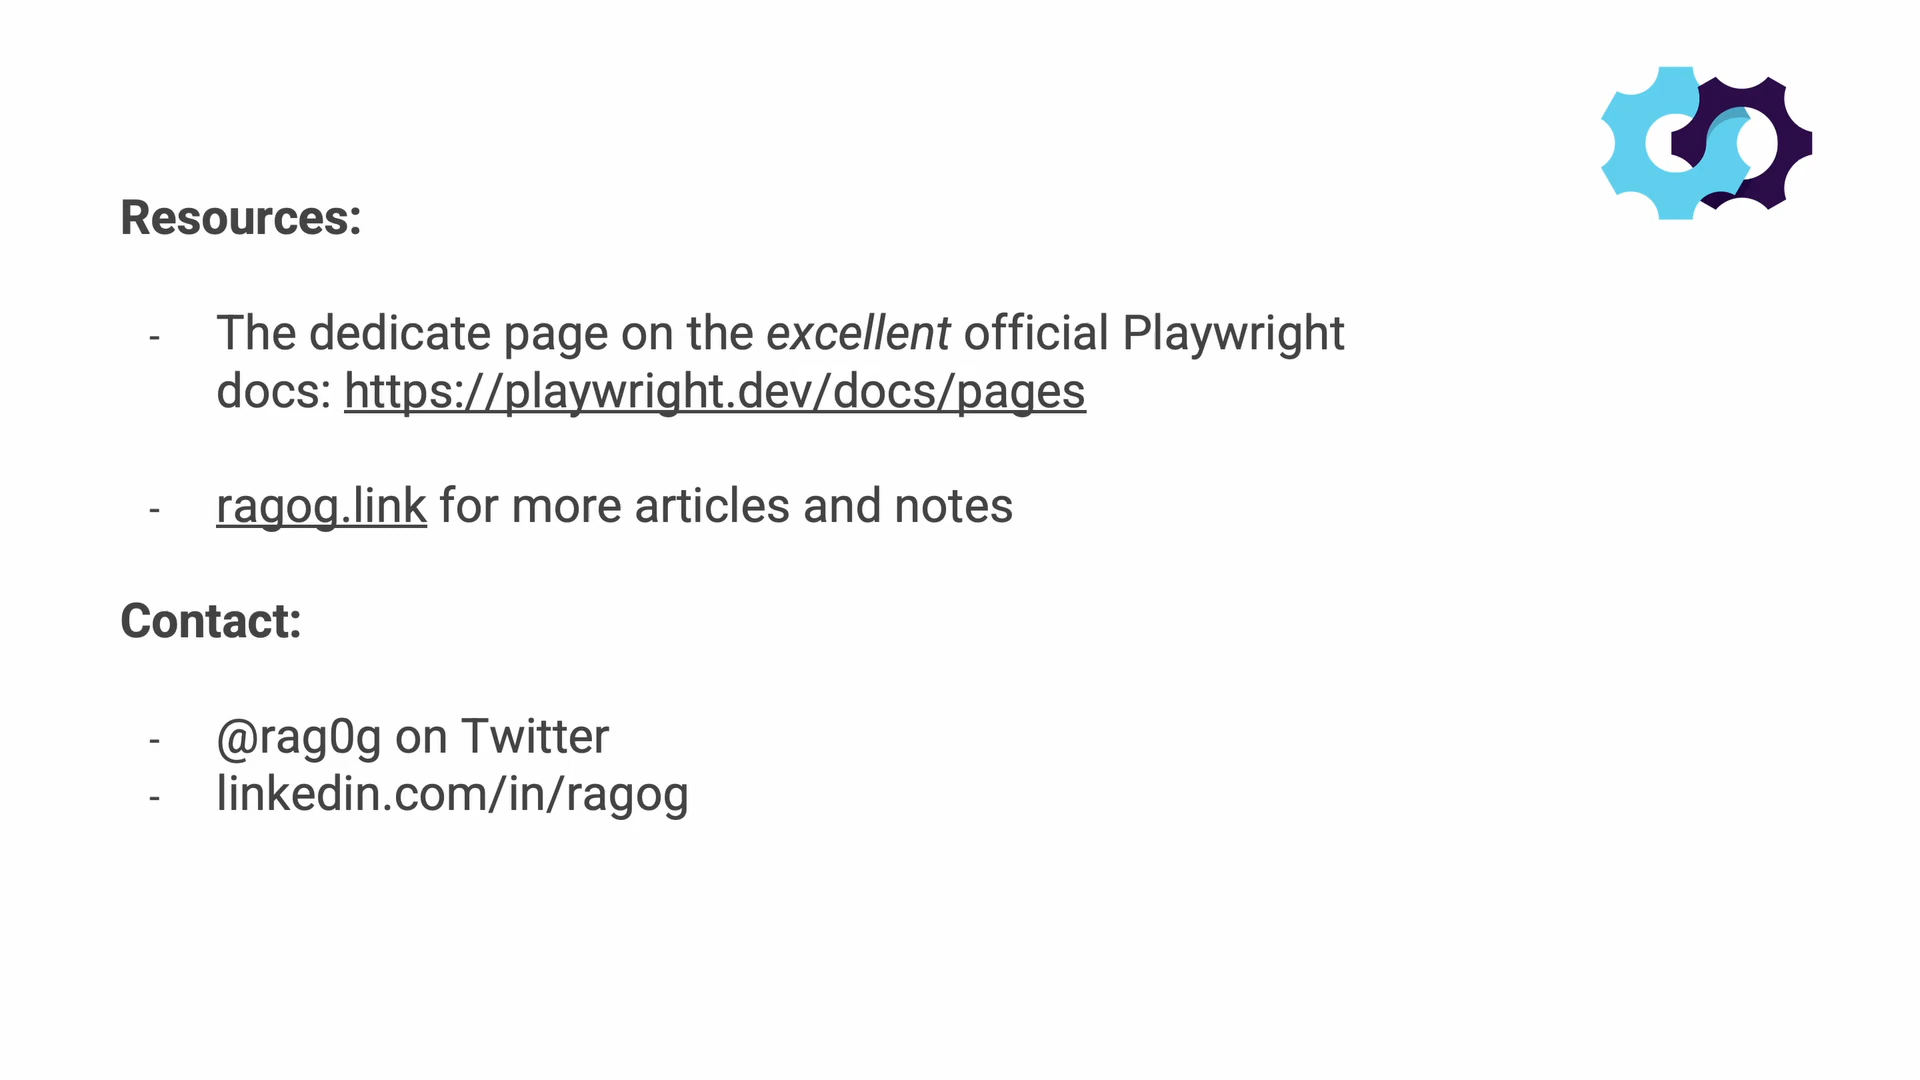 Resources:
- The dedicate page on the excellent official Playwright
docs: https://playwright.dev/docs/pages
- ragog.link for more articles and notes
Contact:
- @rag0g on Twitter
- linkedin.com/in/ragog